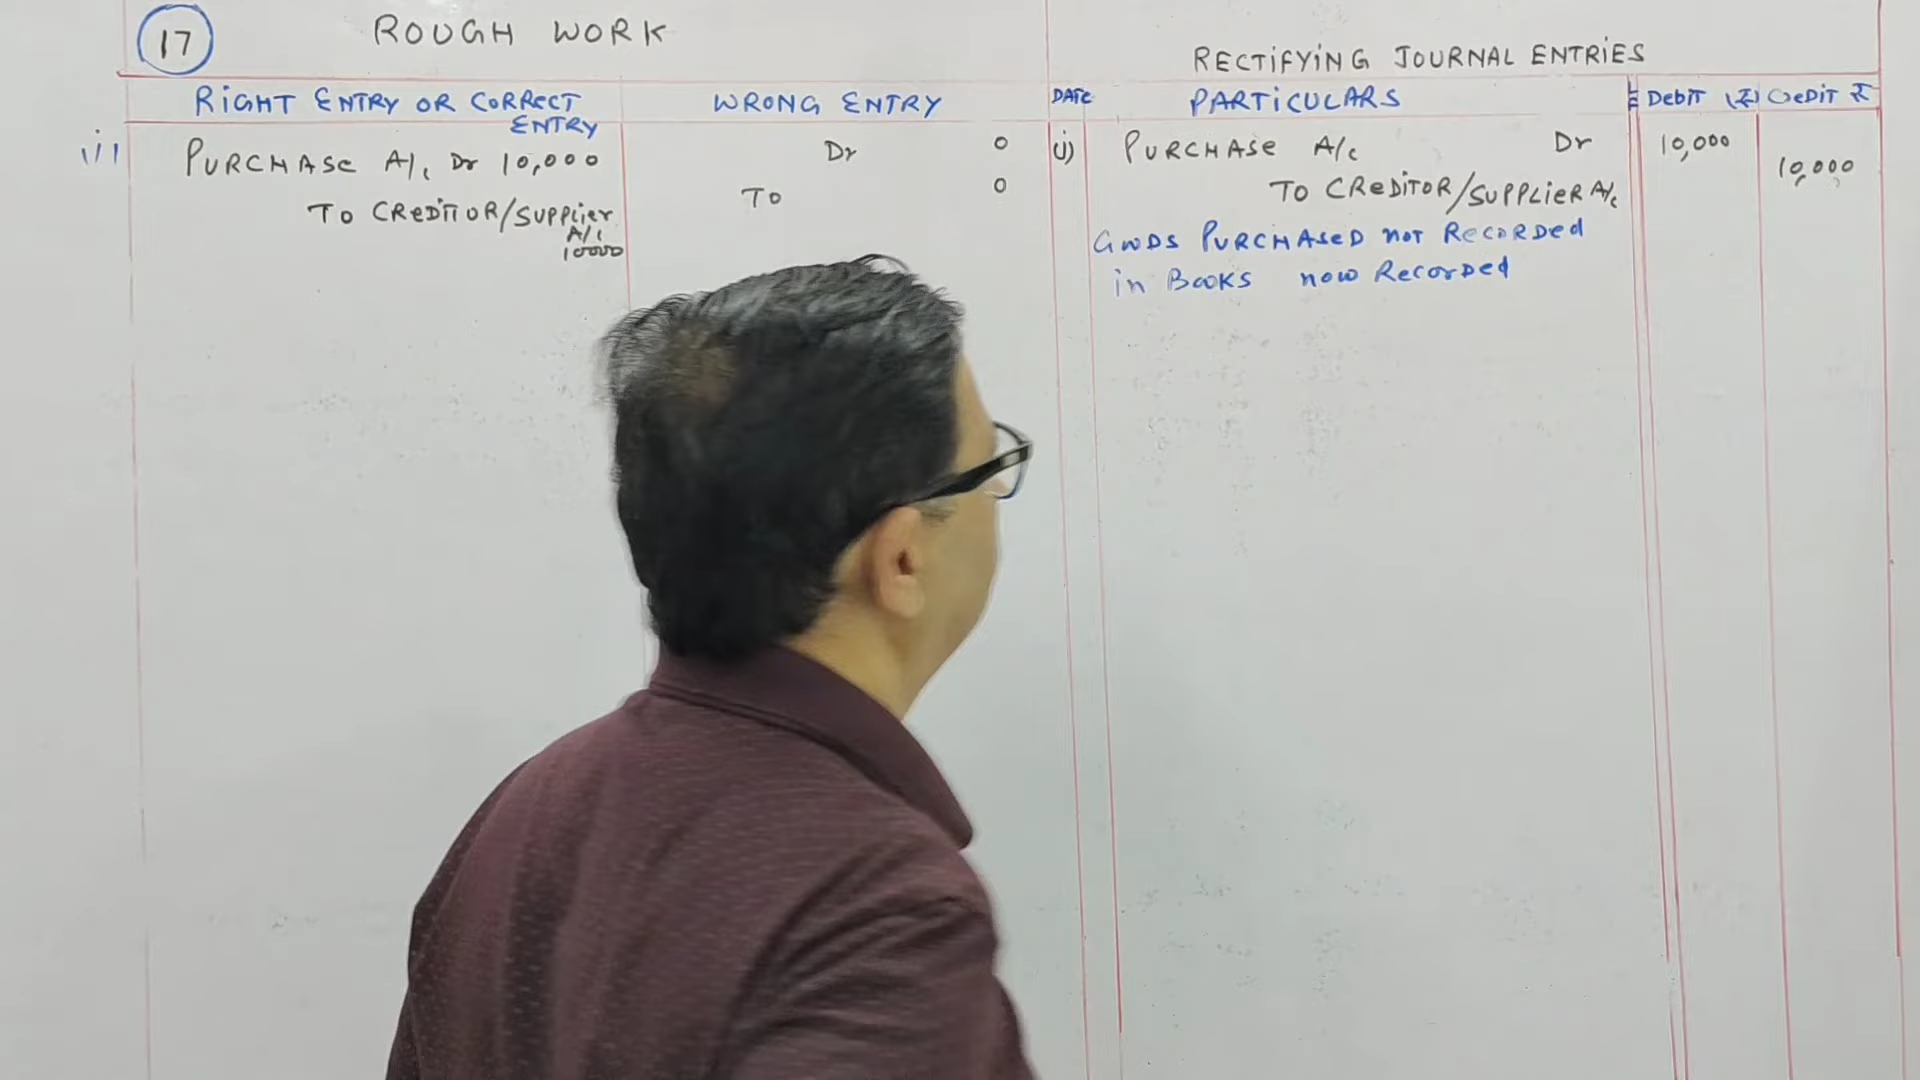 17
ROUGH WORK
RECTIFYING JOURNAL ENTRIES
RIGHT ENTRY OR CORRECT ENTRY
WRONG ENTRY
DATE
PARTICULARS
Debit (₹)
Credit ₹
PURCHASE A/c Dr 10,000
TO CREDITOR/SUPPLIER
A/c
10000
Dr 0
To 0
(i) PURCHASE A/c Dr 10,000
TO CREDITOR/SUPPLIER A/c 10,000
GOODS PURCHASED NOT RECORDED
in BOOKS now RECORDED